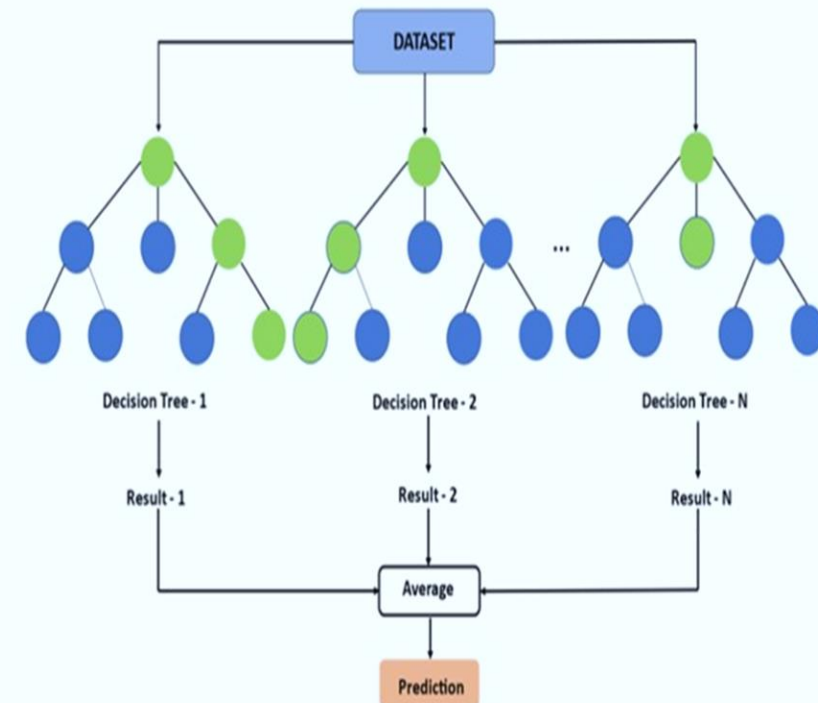 DATASET
...
Decision Tree - 1
Decision Tree - 2
Decision Tree - N
Result - 1
Result - 2
Result - N
Average
Prediction